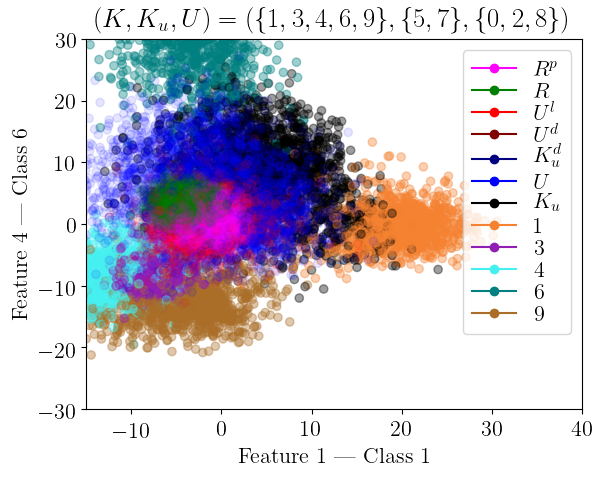 (K, K_u, U) = ({1, 3, 4, 6, 9}, {5, 7}, {0, 2, 8})
30
20
10
0
−10
−20
−30
Feature 4 — Class 6
R^p
R
U^l
U^d
K_u^d
U
K_u
1
3
4
6
9
−10
0
10
20
30
40
Feature 1 — Class 1